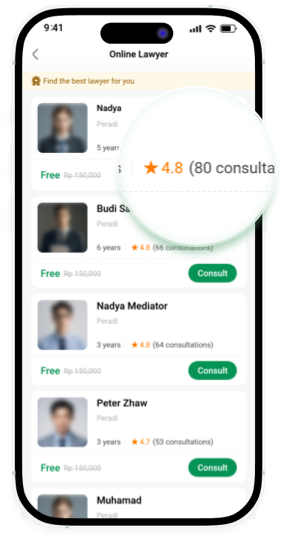 9:41
Online Lawyer
Find the best lawyer for you
Nadya
Peradi
5 years
★ 4.8 (80 consulta
Free Rp 150,000
Budi Sa
Peradi
6 years ★ 4.8 (66 consultations)
Free Rp 150,000
Consult
Nadya Mediator
Peradi
3 years ★ 4.8 (64 consultations)
Free Rp 150,000
Consult
Peter Zhaw
Peradi
3 years ★ 4.7 (53 consultations)
Free Rp 150,000
Consult
Muhamad
Peradi